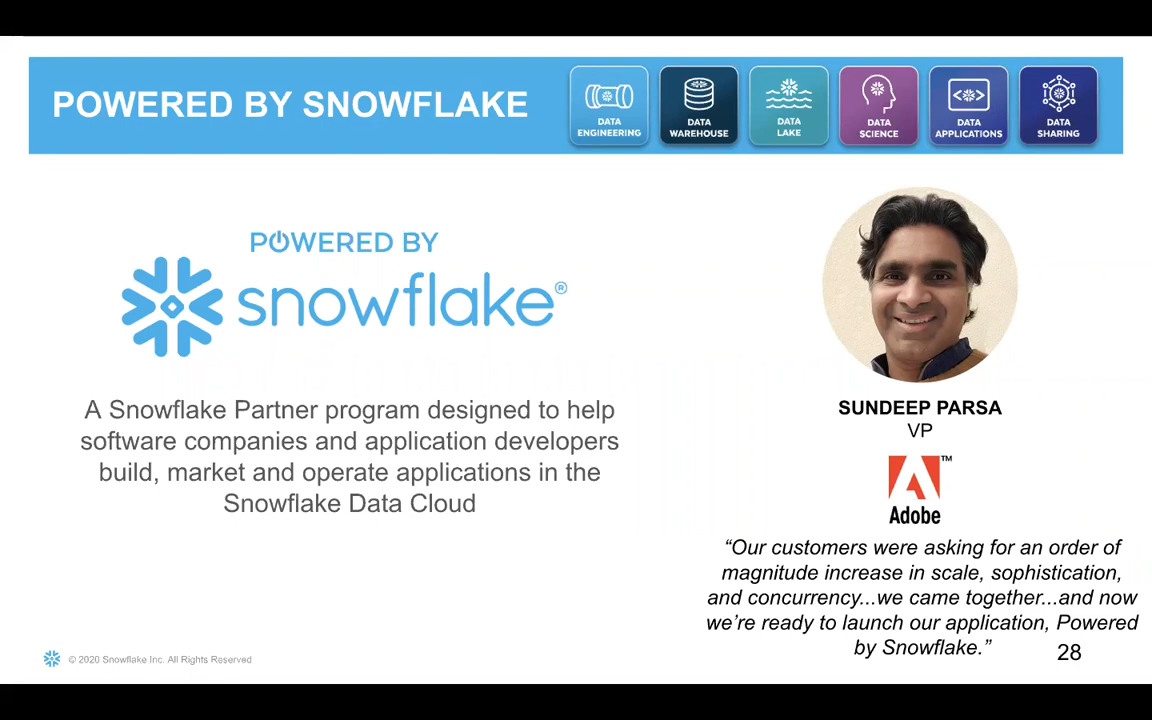 POWERED BY SNOWFLAKE
DATA
ENGINEERING
DATA
WAREHOUSE
DATA
LAKE
DATA
SCIENCE
DATA
APPLICATIONS
DATA
SHARING
POWERED BY
snowflake®
A Snowflake Partner program designed to help
software companies and application developers
build, market and operate applications in the
Snowflake Data Cloud
SUNDEEP PARSA
VP
TM
Adobe
“Our customers were asking for an order of
magnitude increase in scale, sophistication,
and concurrency...we came together...and now
we’re ready to launch our application, Powered
by Snowflake.”
© 2020 Snowflake Inc. All Rights Reserved
28